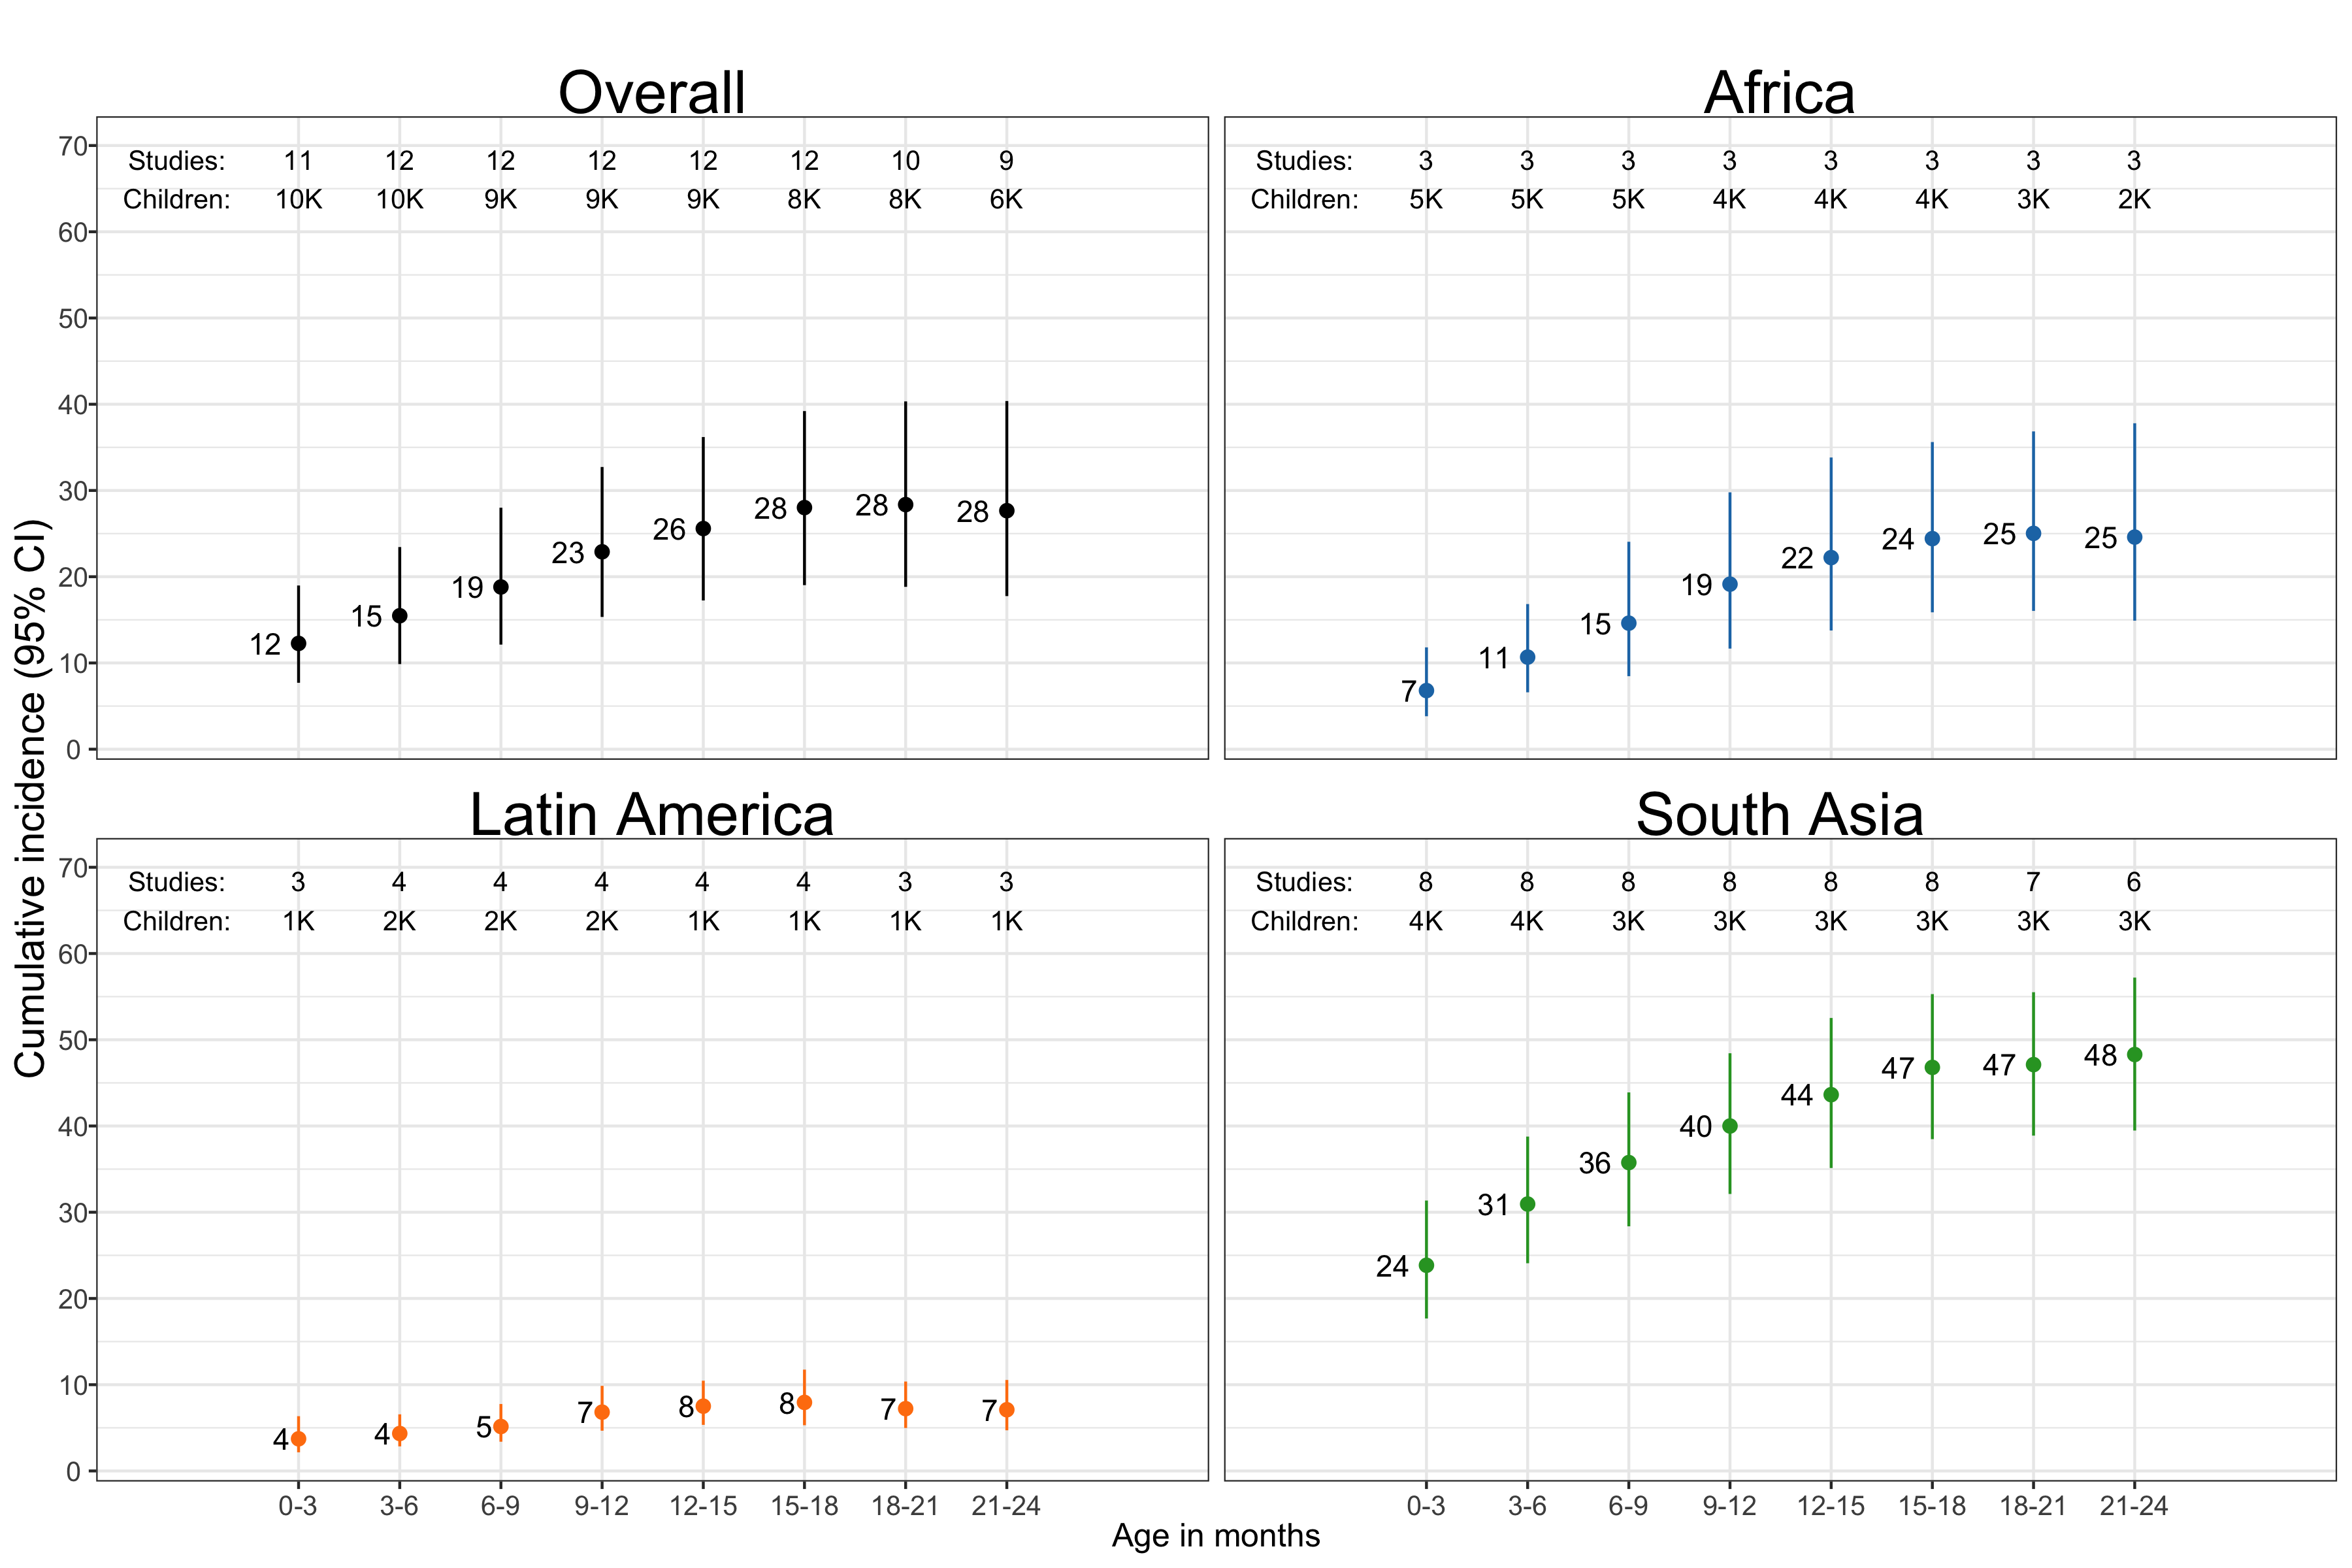 Overall
Studies: 11 12 12 12 12 12 10 9
Children: 10K 10K 9K 9K 9K 8K 8K 6K
70
60
50
40
30
20
10
0
12 15 19 23 26 28 28 28
Africa
Studies: 3 3 3 3 3 3 3 3
Children: 5K 5K 5K 4K 4K 4K 3K 2K
7 11 15 19 22 24 25 25
Cumulative incidence (95% CI)
Latin America
Studies: 3 4 4 4 4 4 3 3
Children: 1K 2K 2K 2K 1K 1K 1K 1K
70
60
50
40
30
20
10
0
4 4 5 7 8 8 7 7
0-3 3-6 6-9 9-12 12-15 15-18 18-21 21-24
South Asia
Studies: 8 8 8 8 8 8 7 6
Children: 4K 4K 3K 3K 3K 3K 3K 3K
24 31 36 40 44 47 47 48
0-3 3-6 6-9 9-12 12-15 15-18 18-21 21-24
Age in months